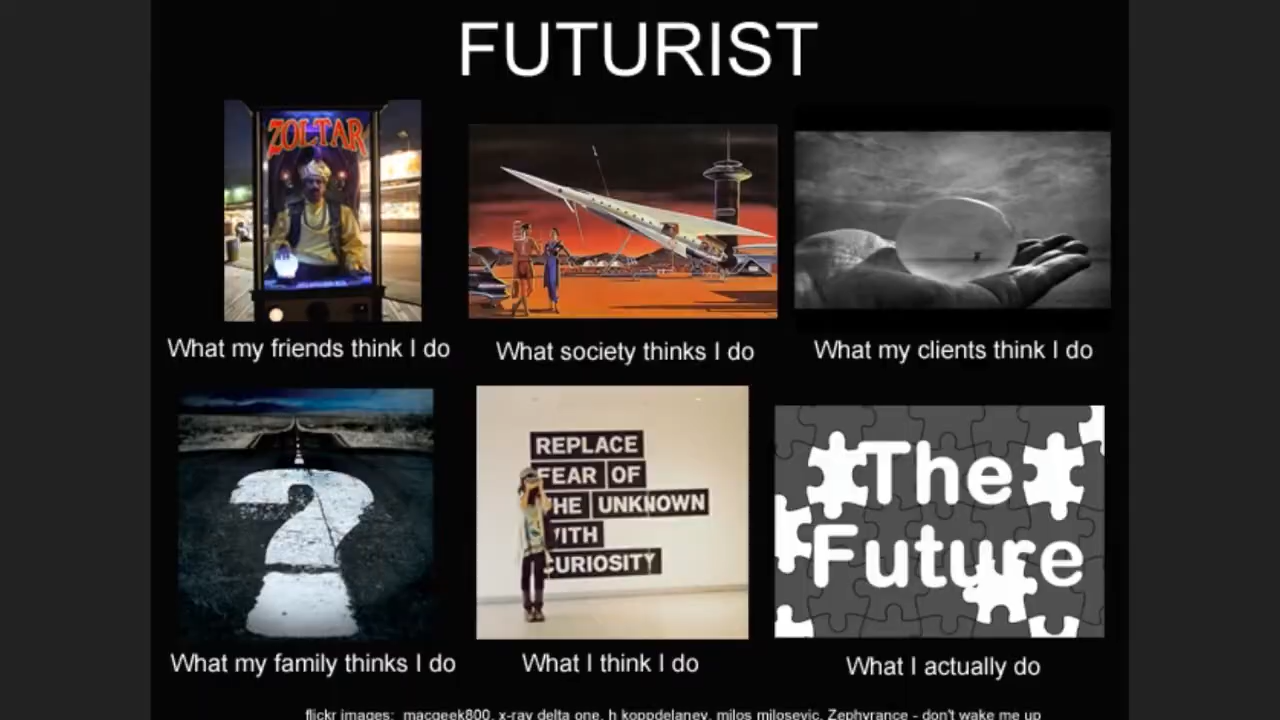 FUTURIST
ZOLTAR
What my friends think I do
What society thinks I do
What my clients think I do
REPLACE
FEAR OF
HE UNKNOWN
ITH
CURIOSITY
The
Future
What my family thinks I do
What I think I do
What I actually do
flickr images: macgeek800, x-ray delta one, h koppdelaney, milos milosevic, Zephyrance - don't wake me up